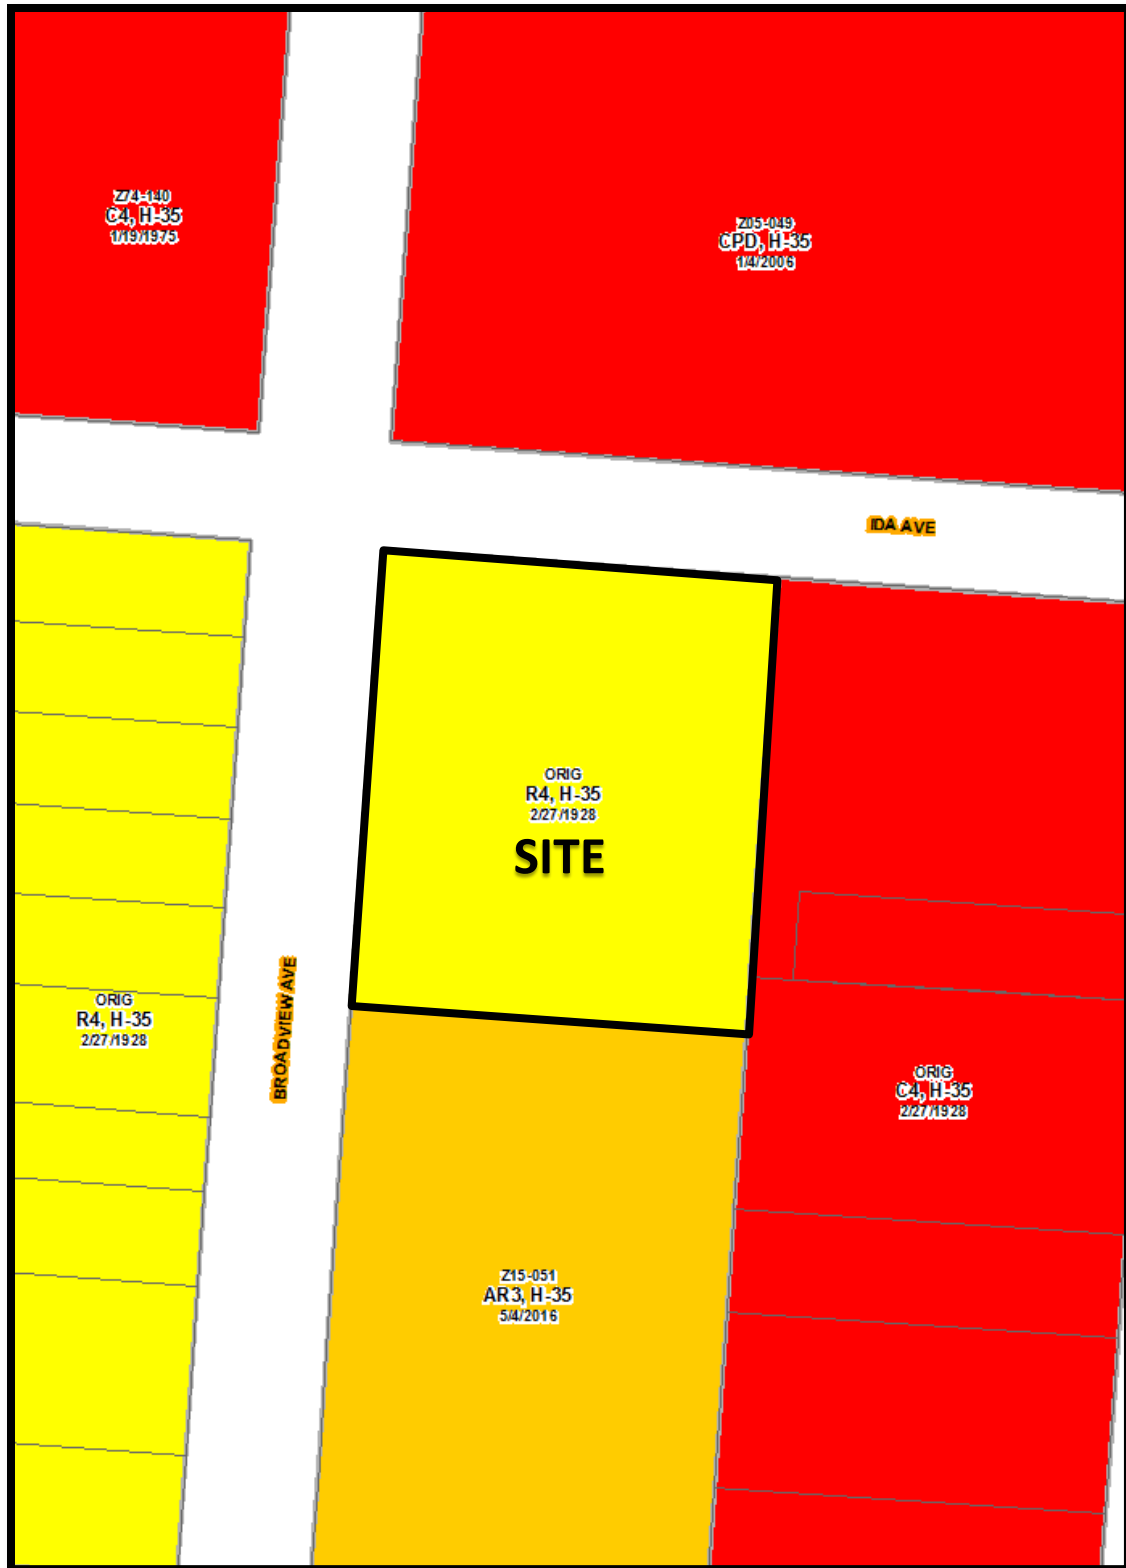 Z74-140
C4, H-35
1/19/1975
Z05-049
CPD, H-35
1/4/2006
IDA AVE
ORIG
R4, H-35
2/27/1928
SITE
BROADVIEW AVE
ORIG
R4, H-35
2/27/1928
ORIG
C4, H-35
2/27/1928
Z15-051
AR3, H-35
5/4/2016